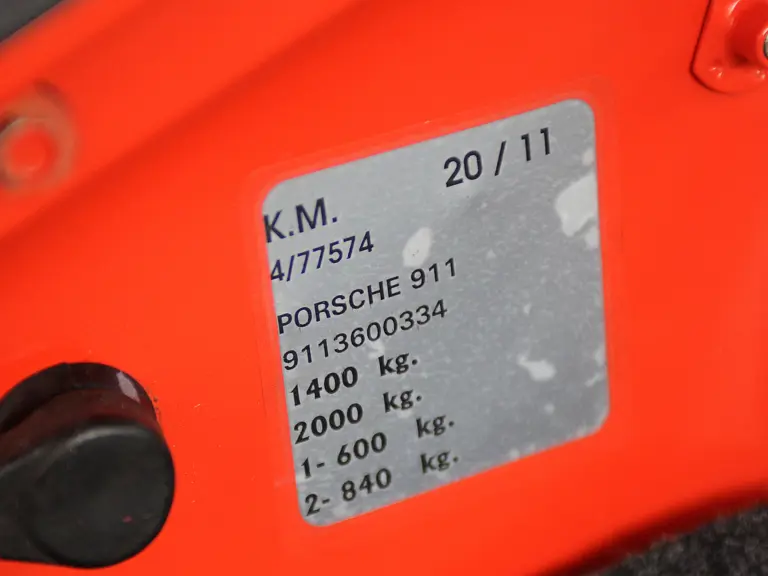 20 / 11
K.M.
4/77574
PORSCHE 911
9113600334
1400 kg.
2000 kg.
1- 600 kg.
2- 840 kg.